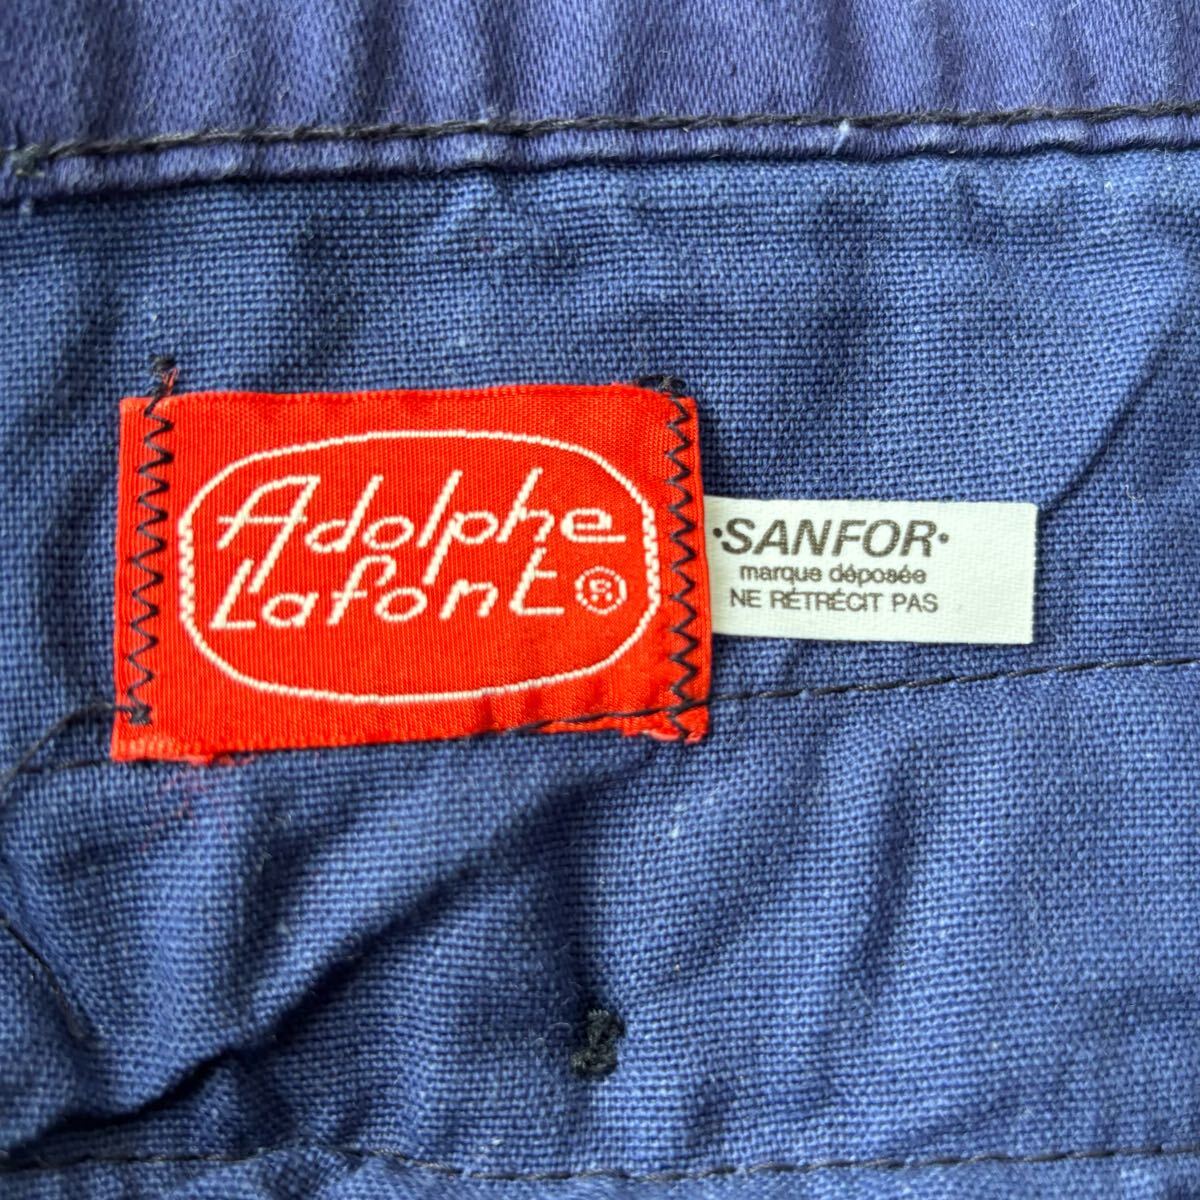 Adolphe
Lafont®
·SANFOR·
marque déposée
NE RÉTRÉCIT PAS